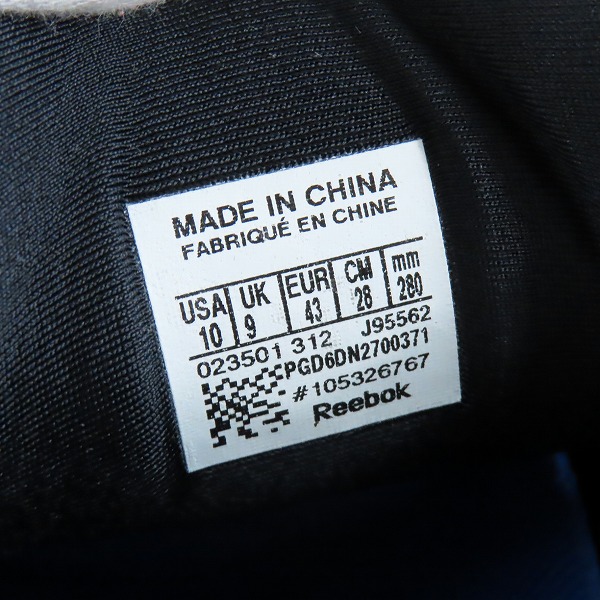 MADE IN CHINA
FABRIQUÉ EN CHINE
USA UK EUR CM mm
10 9 43 28 280
023501 312 J95562
PGD6DN2700371
#105326767
Reebok